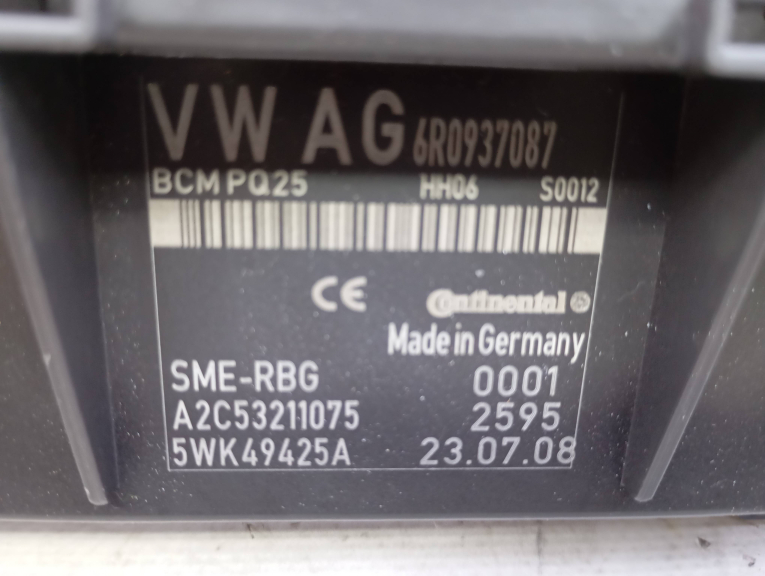 VW AG 6R0937087
BCM PQ25 HH06 S0012
CE Continental
Made in Germany
SME-RBG 0001
A2C53211075 2595
5WK49425A 23.07.08